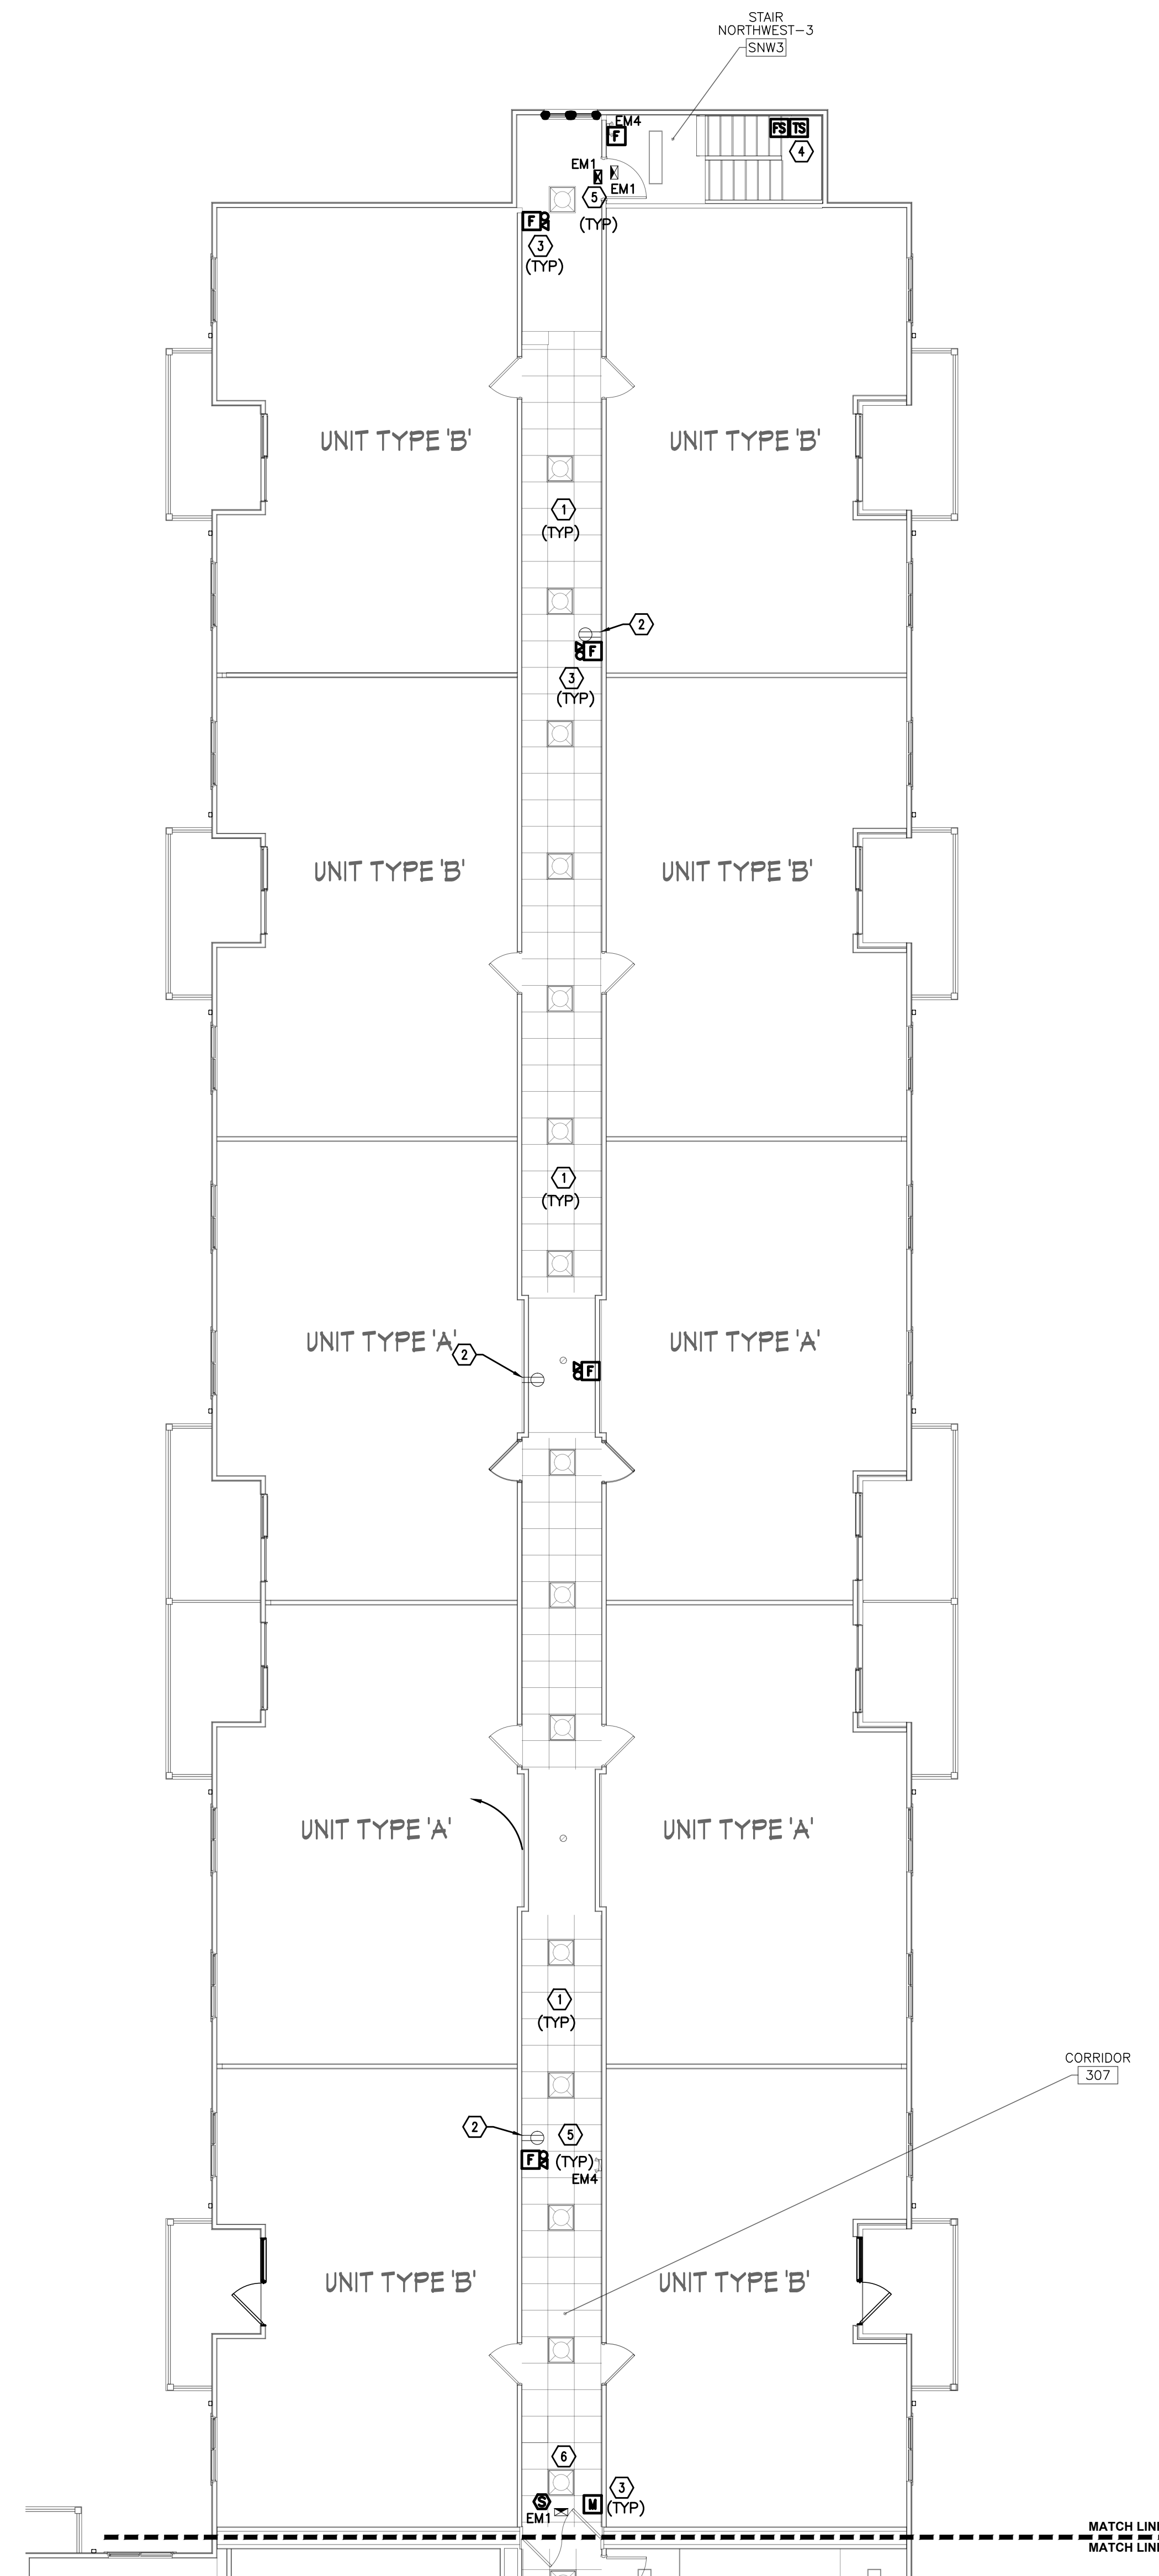 STAIR
NORTHWEST-3
SNW3
EM4
F
FS TS
4
EM1
EM1
5
(TYP)
F
3
(TYP)
UNIT TYPE 'B'
UNIT TYPE 'B'
1
(TYP)
2
F
3
(TYP)
UNIT TYPE 'B'
UNIT TYPE 'B'
1
(TYP)
UNIT TYPE 'A'
UNIT TYPE 'A'
2
F
UNIT TYPE 'A'
UNIT TYPE 'A'
1
(TYP)
CORRIDOR
307
2
5
F
(TYP)
EM4
UNIT TYPE 'B'
UNIT TYPE 'B'
6
3
S
M
(TYP)
EM1
MATCH LIN
MATCH LIN